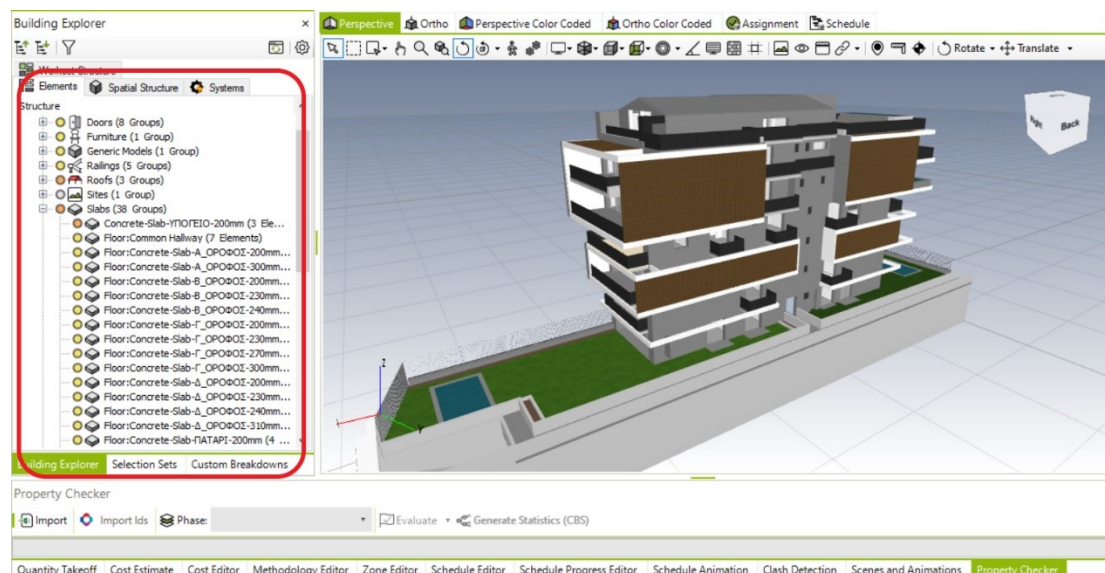 Building Explorer
Perspective
Ortho
Perspective Color Coded
Ortho Color Coded
Assignment
Schedule
Rotate
Translate
Workset Structure
Elements
Spatial Structure
Systems
Structure
Doors (8 Groups)
Furniture (1 Group)
Generic Models (1 Group)
Railings (5 Groups)
Roofs (3 Groups)
Sites (1 Group)
Slabs (38 Groups)
Concrete-Slab-ΥΠΟΓΕΙΟ-200mm (3 Ele...
Floor:Common Hallway (7 Elements)
Floor:Concrete-Slab-Α_ΟΡΟΦΟΣ-200mm...
Floor:Concrete-Slab-Α_ΟΡΟΦΟΣ-300mm...
Floor:Concrete-Slab-Β_ΟΡΟΦΟΣ-200mm...
Floor:Concrete-Slab-Β_ΟΡΟΦΟΣ-230mm...
Floor:Concrete-Slab-Β_ΟΡΟΦΟΣ-240mm...
Floor:Concrete-Slab-Γ_ΟΡΟΦΟΣ-200mm...
Floor:Concrete-Slab-Γ_ΟΡΟΦΟΣ-230mm...
Floor:Concrete-Slab-Γ_ΟΡΟΦΟΣ-270mm...
Floor:Concrete-Slab-Γ_ΟΡΟΦΟΣ-300mm...
Floor:Concrete-Slab-Δ_ΟΡΟΦΟΣ-200mm...
Floor:Concrete-Slab-Δ_ΟΡΟΦΟΣ-230mm...
Floor:Concrete-Slab-Δ_ΟΡΟΦΟΣ-240mm...
Floor:Concrete-Slab-Δ_ΟΡΟΦΟΣ-310mm...
Floor:Concrete-Slab-ΠΑΤΑΡΙ-200mm (4 ...
Building Explorer
Selection Sets
Custom Breakdowns
Right
Back
Z
Y
Property Checker
Import
Import Ids
Phase:
Evaluate
Generate Statistics (CBS)
Quantity Takeoff
Cost Estimate
Cost Editor
Methodology Editor
Zone Editor
Schedule Editor
Schedule Progress Editor
Schedule Animation
Clash Detection
Scenes and Animations
Property Checker